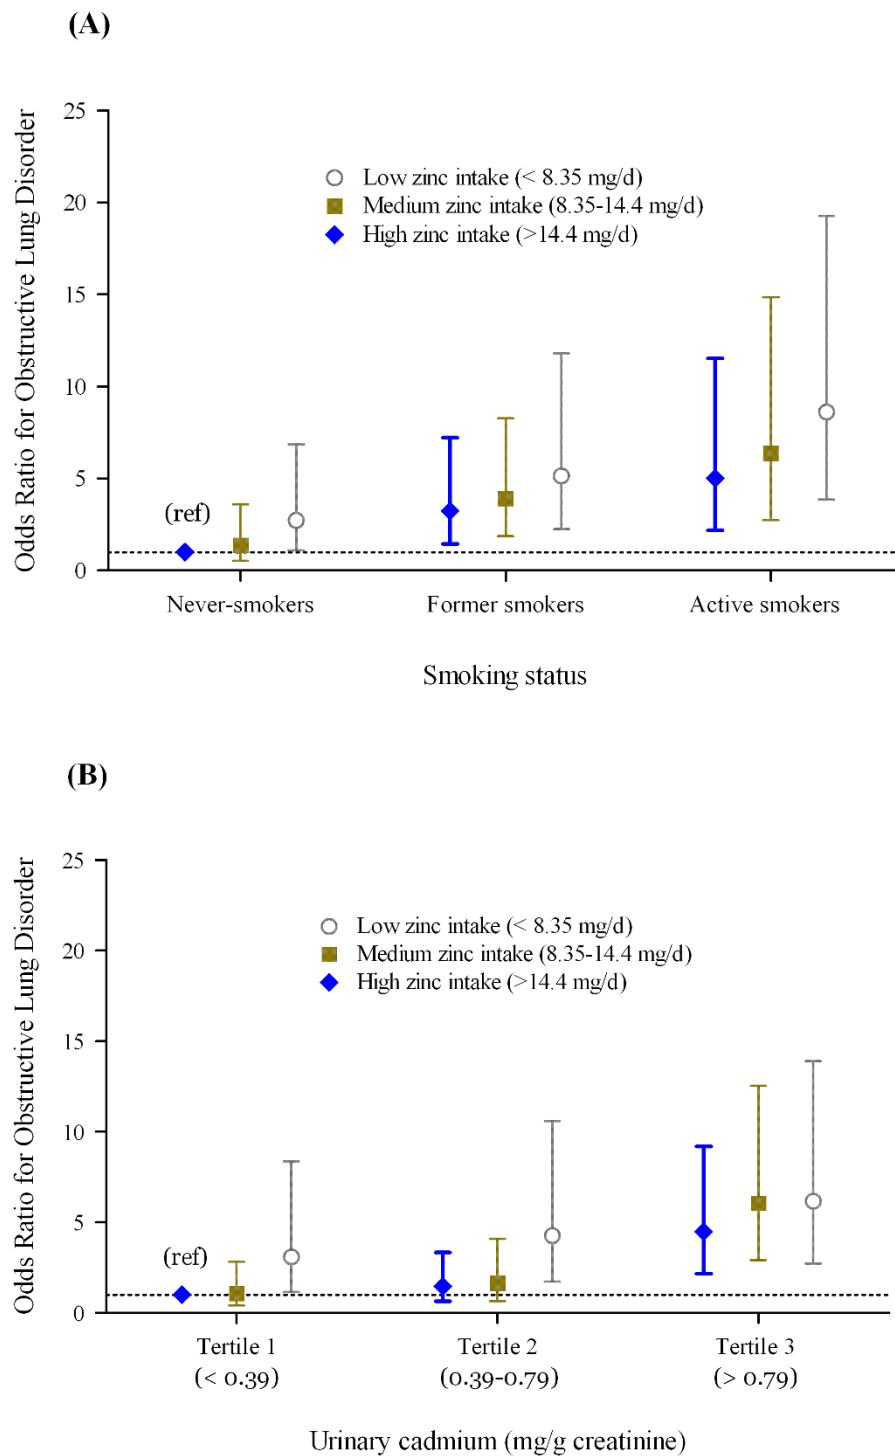 (A)
Odds Ratio for Obstructive Lung Disorder
25
20
15
10
5
0
Low zinc intake (< 8.35 mg/d)
Medium zinc intake (8.35-14.4 mg/d)
High zinc intake (>14.4 mg/d)
(ref)
Never-smokers
Former smokers
Active smokers
Smoking status
(B)
Odds Ratio for Obstructive Lung Disorder
25
20
15
10
5
0
Low zinc intake (< 8.35 mg/d)
Medium zinc intake (8.35-14.4 mg/d)
High zinc intake (>14.4 mg/d)
(ref)
Tertile 1
(< 0.39)
Tertile 2
(0.39-0.79)
Tertile 3
(> 0.79)
Urinary cadmium (mg/g creatinine)